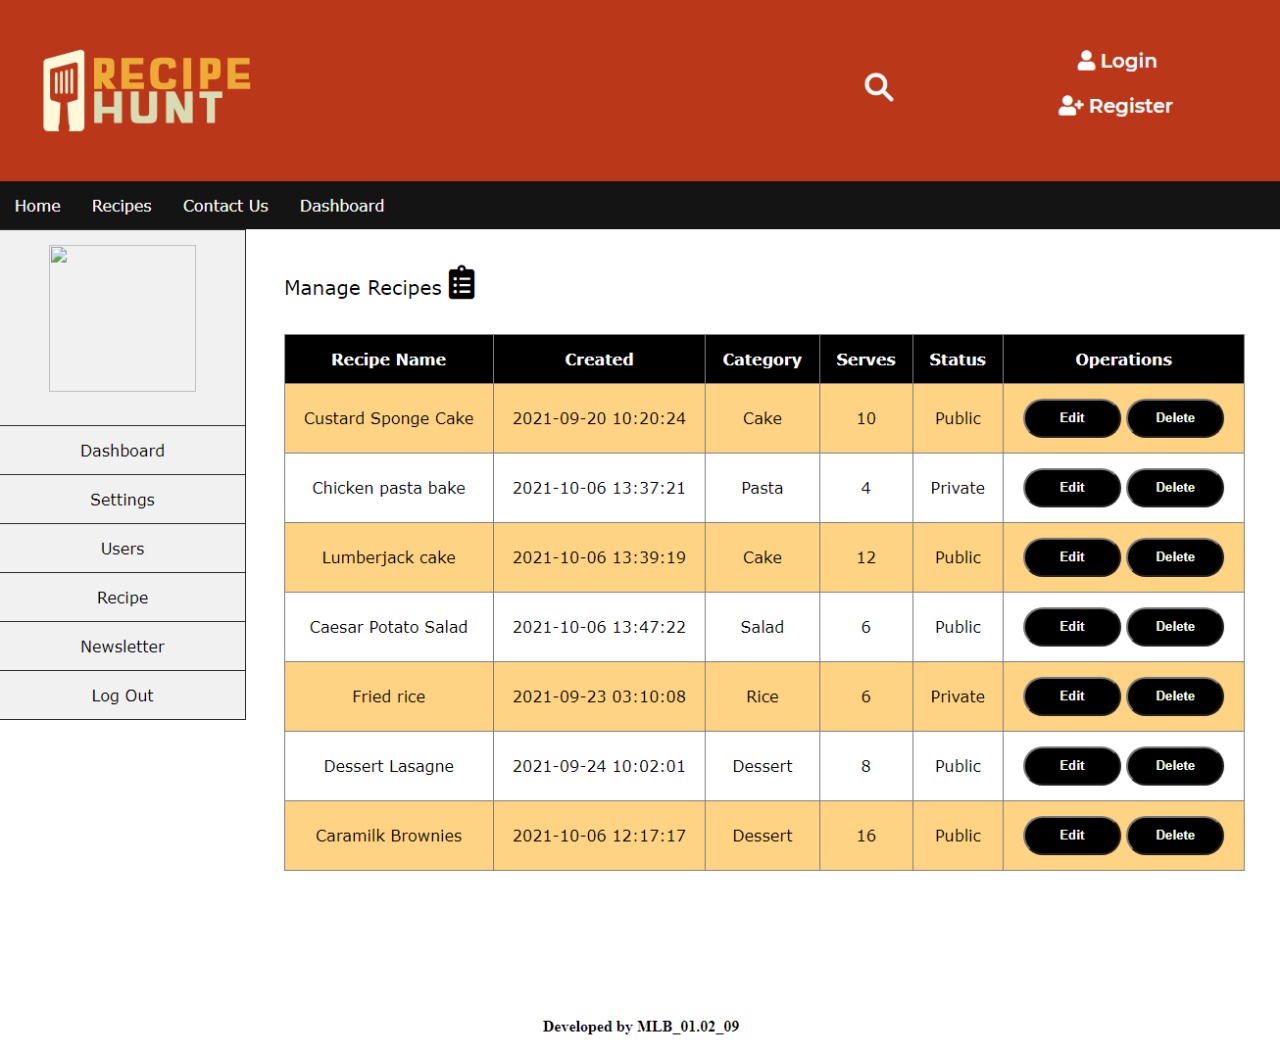 RECIPE
HUNT
Login
Register
Home Recipes Contact Us Dashboard
Dashboard
Settings
Users
Recipe
Newsletter
Log Out
Manage Recipes
Recipe Name Created Category Serves Status Operations
Custard Sponge Cake 2021-09-20 10:20:24 Cake 10 Public Edit Delete
Chicken pasta bake 2021-10-06 13:37:21 Pasta 4 Private Edit Delete
Lumberjack cake 2021-10-06 13:39:19 Cake 12 Public Edit Delete
Caesar Potato Salad 2021-10-06 13:47:22 Salad 6 Public Edit Delete
Fried rice 2021-09-23 03:10:08 Rice 6 Private Edit Delete
Dessert Lasagne 2021-09-24 10:02:01 Dessert 8 Public Edit Delete
Caramilk Brownies 2021-10-06 12:17:17 Dessert 16 Public Edit Delete
Developed by MLB_01.02_09